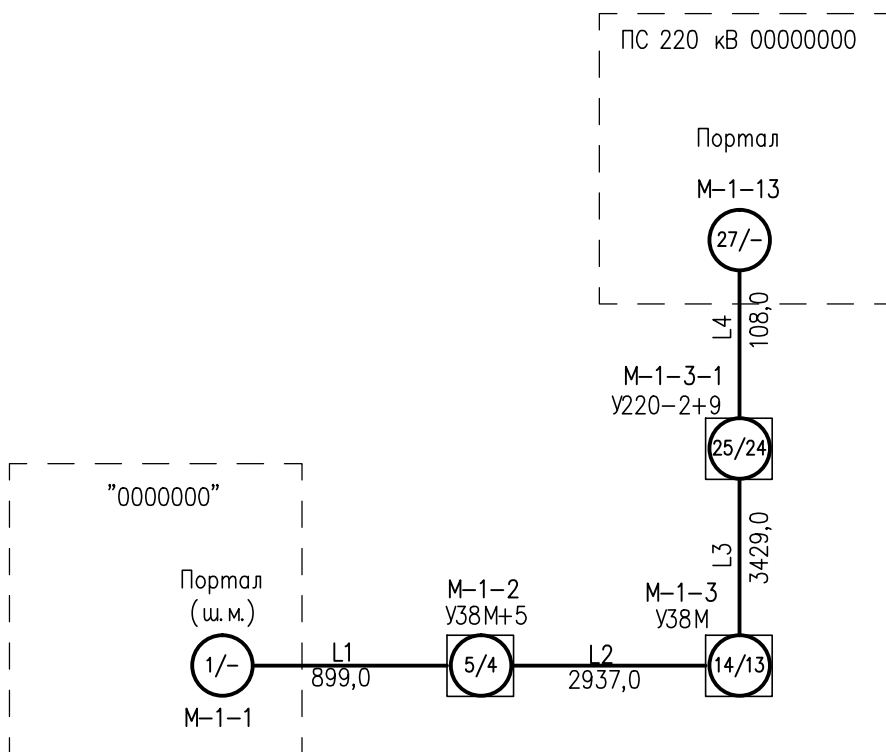 ПС 220 кВ 00000000
Портал
М-1-13
27/-
L4
108,0
М-1-3-1
У220-2+9
25/24
"0000000"
L3
3429,0
Портал
(ш.м.)
М-1-2
У38М+5
М-1-3
У38М
1/-
L1
899,0
5/4
L2
2937,0
14/13
М-1-1